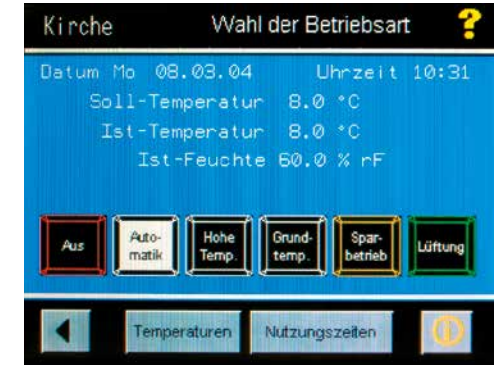 Kirche Wahl der Betriebsart ?
Datum Mo 08.03.04 Uhrzeit 10:31
Soll-Temperatur 8.0 °C
Ist-Temperatur 8.0 °C
Ist-Feuchte 60.0 % rF
Aus Auto- Hohe Grund- Spar- Lüftung
matik Temp. temp. betrieb
Temperaturen Nutzungszeiten